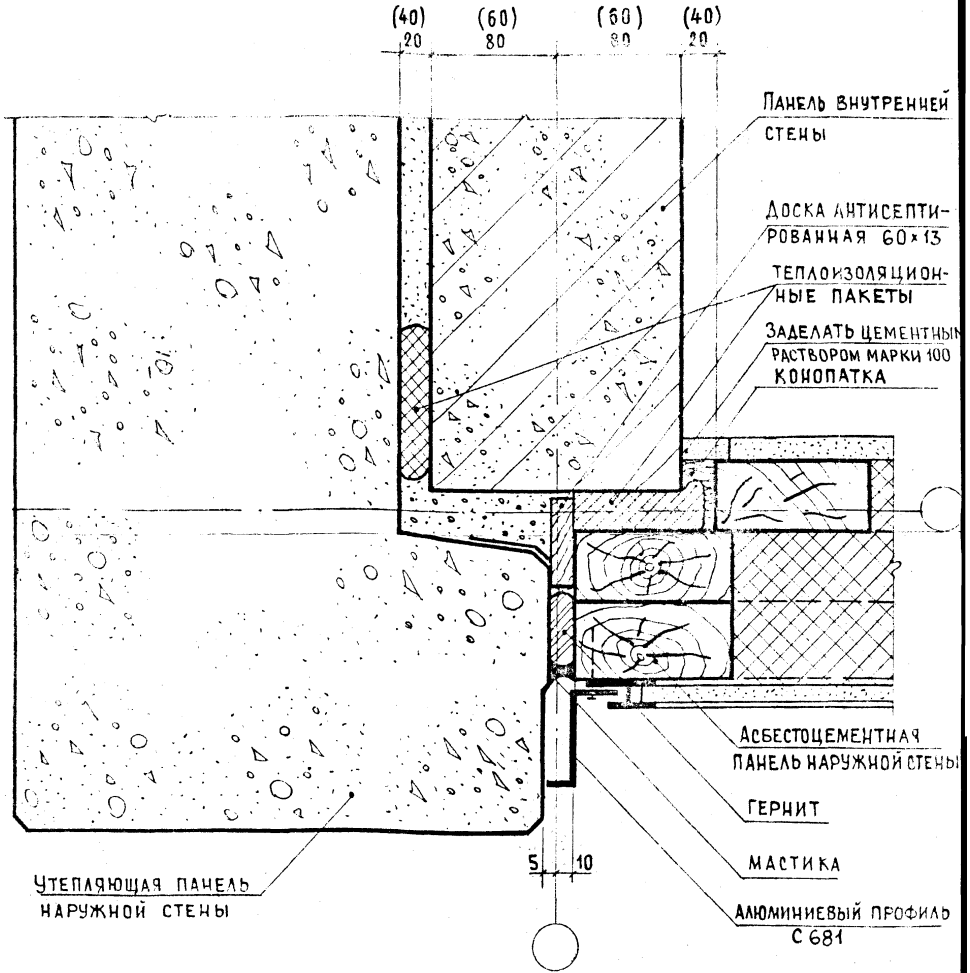 (40) (60) (60) (40)
20 80 80 20
ПАНЕЛЬ ВНУТРЕННЕЙ
СТЕНЫ
ДОСКА АНТИСЕПТИ-
РОВАННАЯ 60×13
ТЕПЛОИЗОЛЯЦИОН-
НЫЕ ПАКЕТЫ
ЗАДЕЛАТЬ ЦЕМЕНТНЫМ
РАСТВОРОМ МАРКИ 100
КОНОПАТКА
АСБЕСТОЦЕМЕНТНАЯ
ПАНЕЛЬ НАРУЖНОЙ СТЕНЫ
ГЕРНИТ
5 10
МАСТИКА
УТЕПЛЯЮЩАЯ ПАНЕЛЬ
НАРУЖНОЙ СТЕНЫ
АЛЮМИНИЕВЫЙ ПРОФИЛЬ
С 681